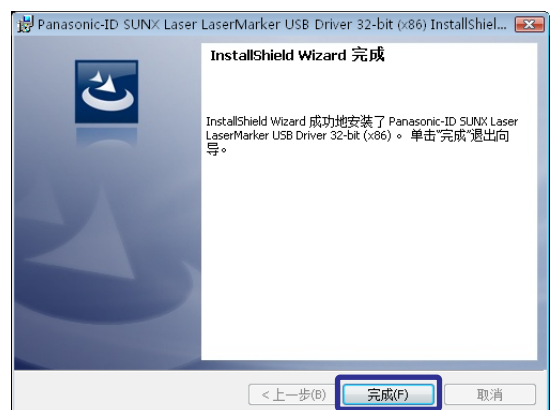 Panasonic-ID SUNX Laser LaserMarker USB Driver 32-bit (x86) InstallShiel...
InstallShield Wizard 完成
InstallShield Wizard 成功地安装了 Panasonic-ID SUNX Laser
LaserMarker USB Driver 32-bit (x86) 。 单击“完成”退出向
导。
< 上一步(B)
完成(F)
取消